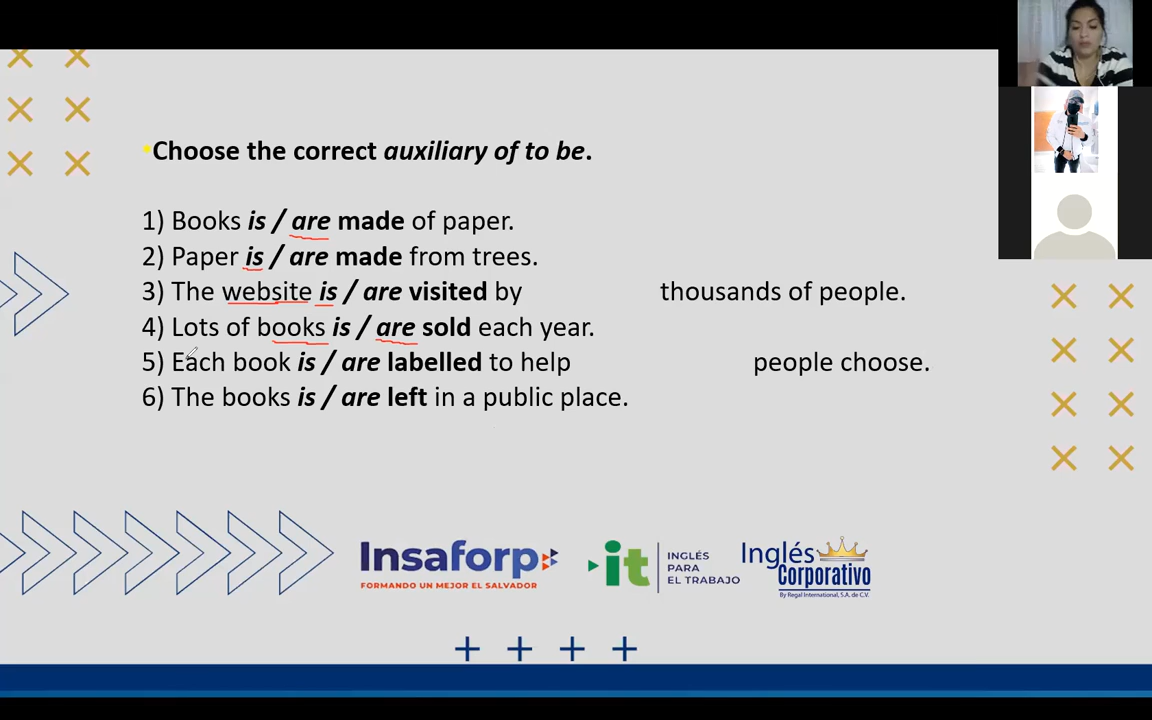 Choose the correct auxiliary of to be.
1) Books is / are made of paper.
2) Paper is / are made from trees.
3) The website is / are visited by thousands of people.
4) Lots of books is / are sold each year.
5) Each book is / are labelled to help people choose.
6) The books is / are left in a public place.
Insaforp
FORMANDO UN MEJOR EL SALVADOR
it
INGLÉS
PARA
EL TRABAJO
Inglés
Corporativo
By Regal International, S.A. de C.V.